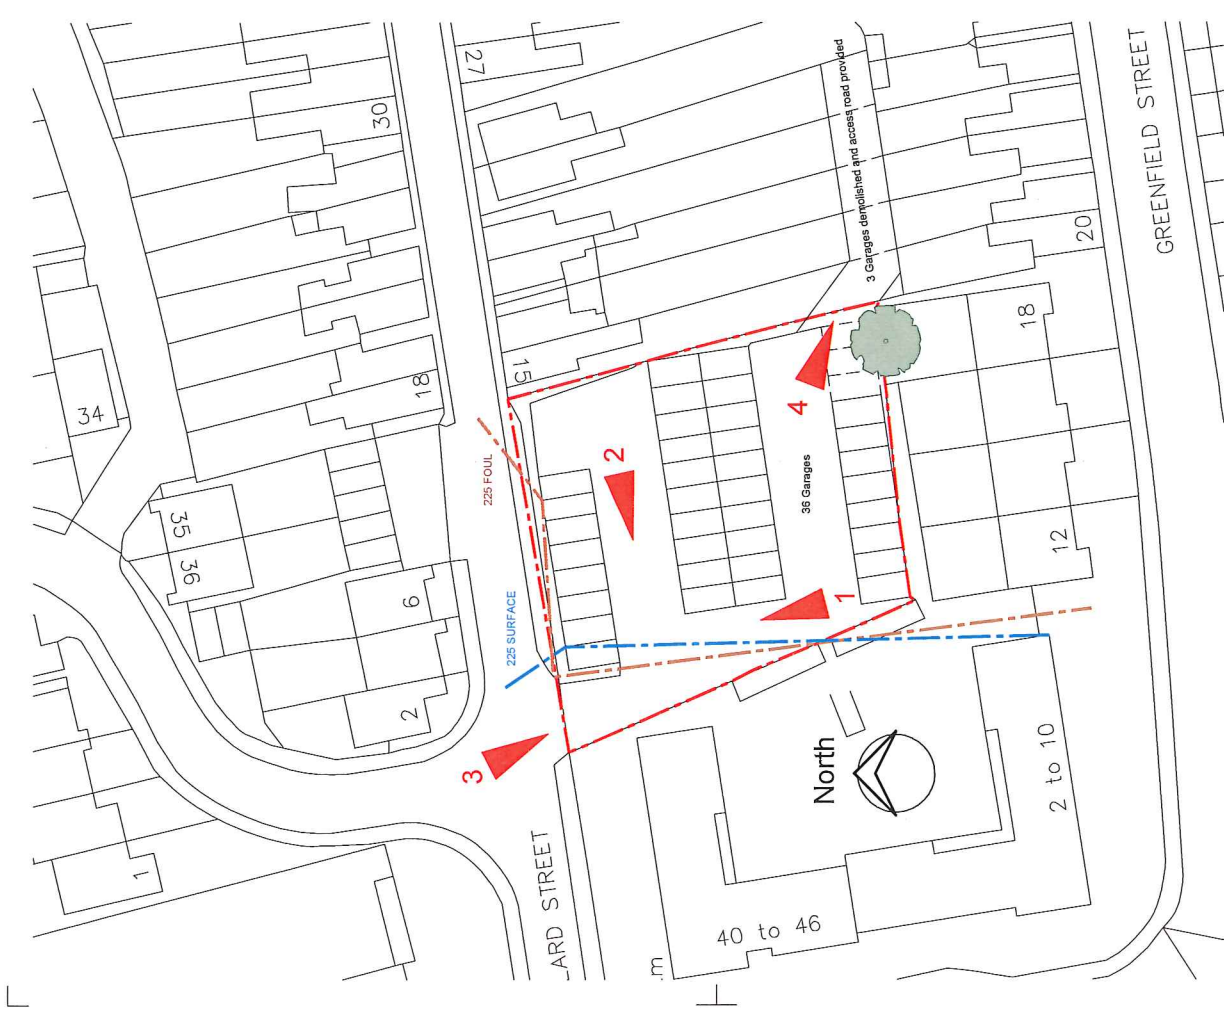 27
30
3 Garages demolished and access road provided
GREENFIELD STREET
20
18
34
18
15
35
36
225 FOUL
2
4
36 Garages
12
6
225 SURFACE
1
2
3
North
2 to 10
1
LARD STREET
40 to 46
.m